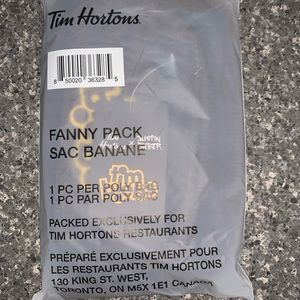 Tim Hortons.
8 50020 36328 5
FANNY PACK
SAC BANANE
1 PC PER POLY BAG
1 PC PAR POLY SAC
PACKED EXCLUSIVELY FOR
TIM HORTONS RESTAURANTS
PRÉPARÉ EXCLUSIVEMENT POUR
LES RESTAURANTS TIM HORTONS
130 KING ST. WEST,
TORONTO, ON M5X 1E1 CANADA